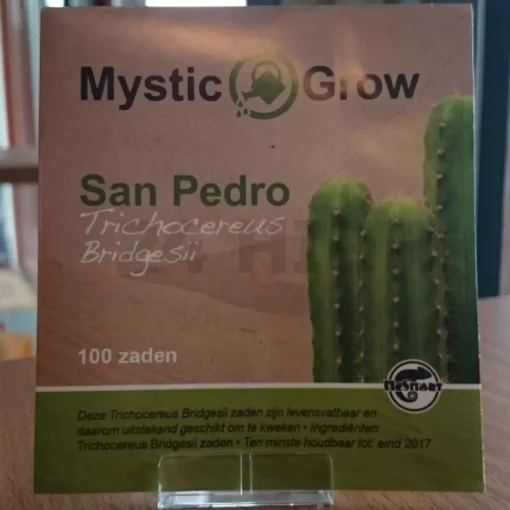 Mystic Grow
San Pedro
Trichocereus
Bridgesii
100 zaden
Deze Trichocereus Bridgesii zaden zijn levensvatbaar en
daarom uitstekend geschikt om te kweken • Ingrediënten:
Trichocereus Bridgesii zaden • Ten minste houdbaar tot: eind 2017